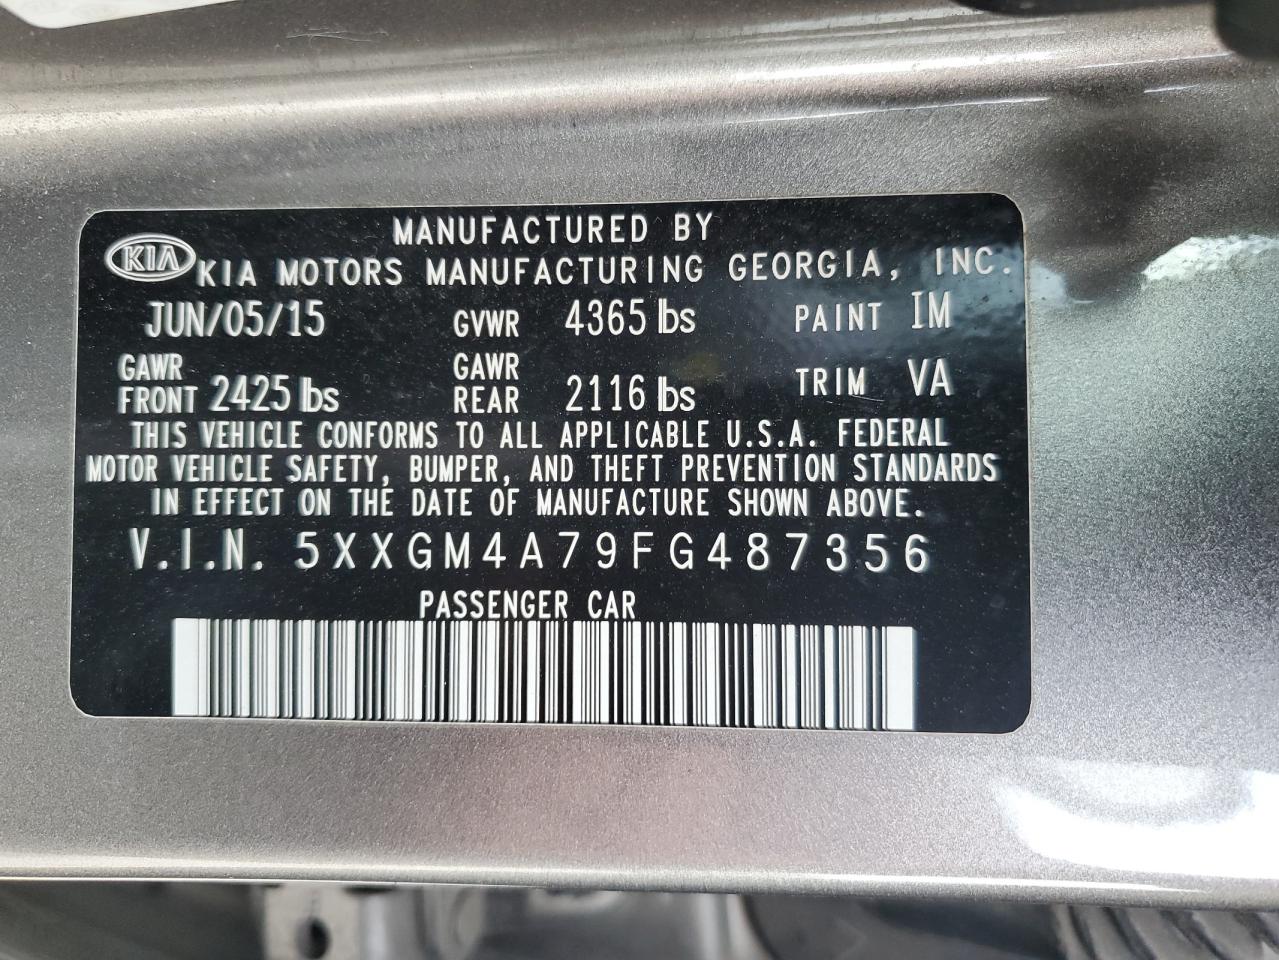 MANUFACTURED BY
KIA KIA MOTORS MANUFACTURING GEORGIA, INC.
JUN/05/15 GVWR 4365 lbs PAINT IM
GAWR FRONT 2425 lbs GAWR REAR 2116 lbs TRIM VA
THIS VEHICLE CONFORMS TO ALL APPLICABLE U.S.A. FEDERAL
MOTOR VEHICLE SAFETY, BUMPER, AND THEFT PREVENTION STANDARDS
IN EFFECT ON THE DATE OF MANUFACTURE SHOWN ABOVE.
V.I.N. 5XXGM4A79FG487356
PASSENGER CAR